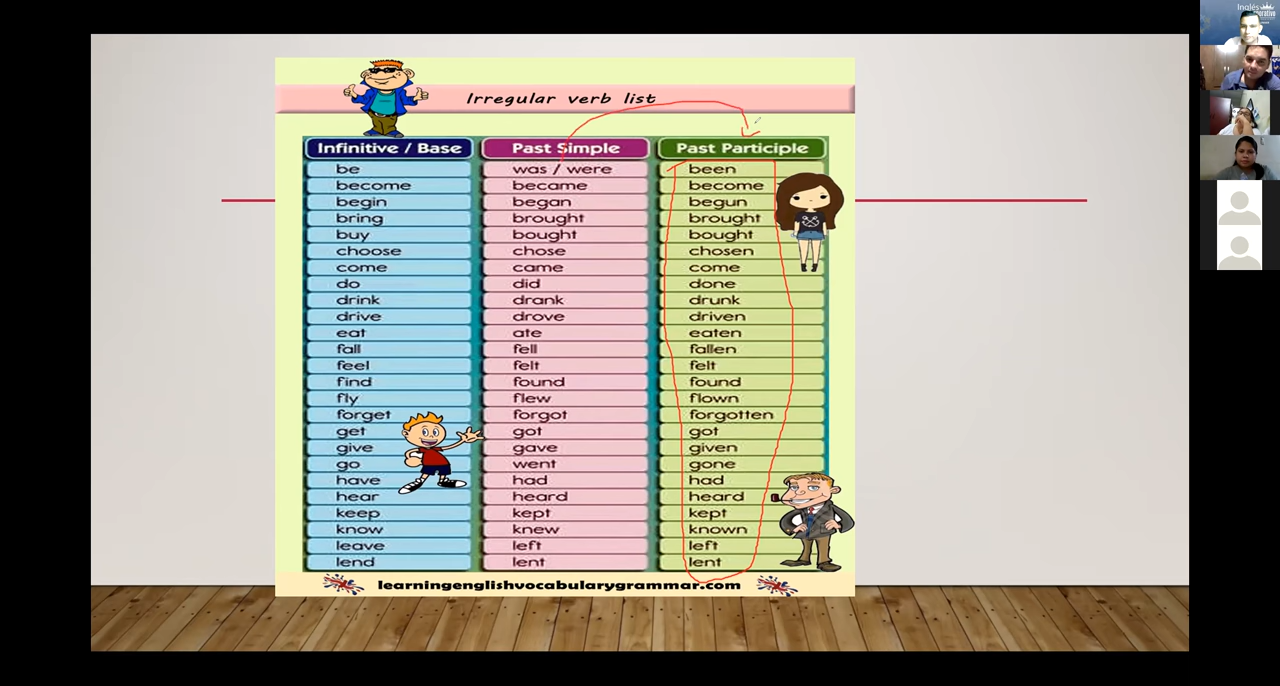 Inglés
Irregular verb list
Infinitive / Base Past Simple Past Participle
be was / were been
become became become
begin began begun
bring brought brought
buy bought bought
choose chose chosen
come came come
do did done
drink drank drunk
drive drove driven
eat ate eaten
fall fell fallen
feel felt felt
find found found
fly flew flown
forget forgot forgotten
get got got
give gave given
go went gone
have had had
hear heard heard
keep kept kept
know knew known
leave left left
lend lent lent
learningenglishvocabularygrammar.com